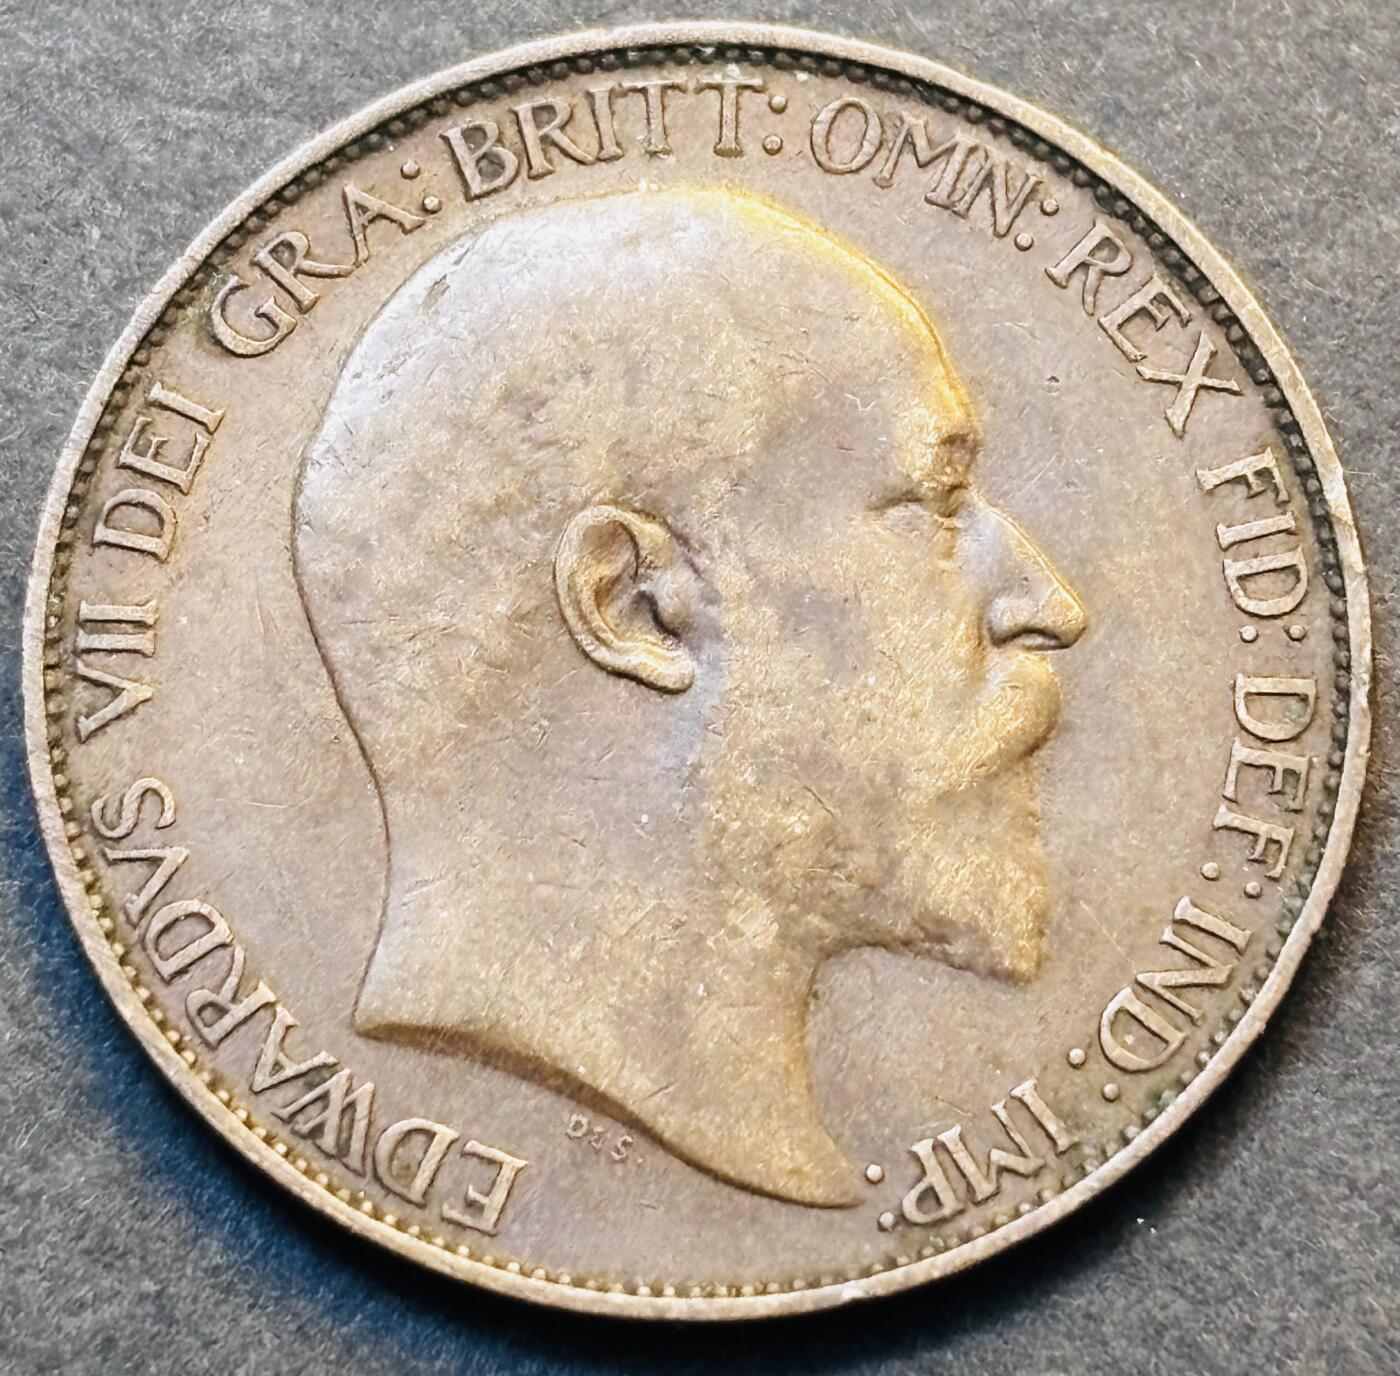 EDWARDVS VII DEI GRA: BRITT: OMN: REX FID: DEF: IND: IMP:
DES.